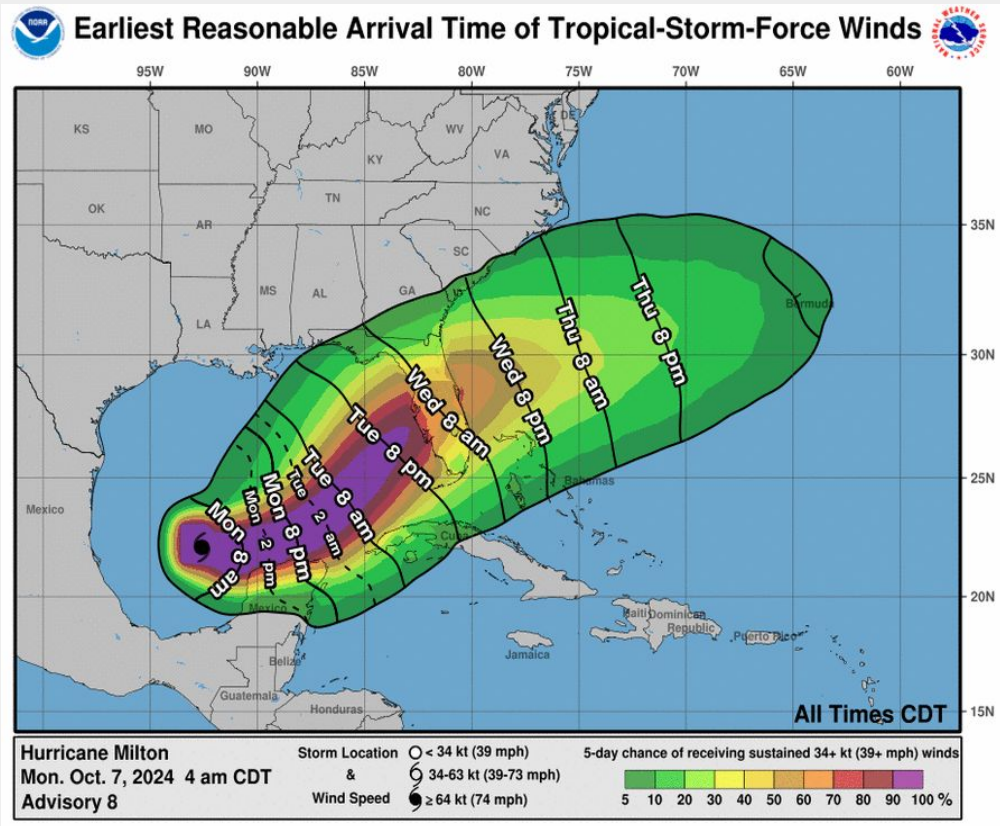 NOAA
Earliest Reasonable Arrival Time of Tropical-Storm-Force Winds
NATIONAL WEATHER SERVICE
95W 90W 85W 80W 75W 70W 65W 60W
KS
MO
WV
DE
KY
VA
OK
TN
AR
NC
35N
SC
MS
AL
GA
LA
Bermuda
30N
Thu 8 pm
Thu 8 am
Wed 8 pm
Wed 8 am
Tue 8 pm
Tue 8 am
Tue 2 am
Mon 8 pm
Mon 2 pm
Mon 8 am
25N
Bahamas
Mexico
Cuba
20N
Mexico
Haiti
Dominican
Republic
Puerto Rico
Jamaica
Belize
Guatemala
Honduras
15N
All Times CDT
Hurricane Milton
Mon. Oct. 7, 2024 4 am CDT
Advisory 8
Storm Location
&
Wind Speed
< 34 kt (39 mph)
34-63 kt (39-73 mph)
≥ 64 kt (74 mph)
5-day chance of receiving sustained 34+ kt (39+ mph) winds
5 10 20 30 40 50 60 70 80 90 100 %